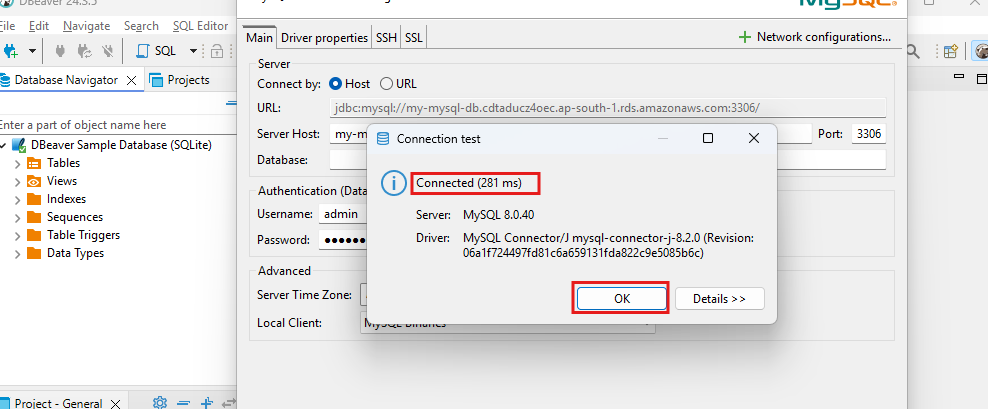 DBeaver 24.3.5
File Edit Navigate Search SQL Editor
SQL
Database Navigator
Projects
Enter a part of object name here
DBeaver Sample Database (SQLite)
Tables
Views
Indexes
Sequences
Table Triggers
Data Types
Project - General
MySQL
Main
Driver properties
SSH
SSL
Network configurations...
Server
Connect by:
Host
URL
URL:
jdbc:mysql://my-mysql-db.cdtaducz4oec.ap-south-1.rds.amazonaws.com:3306/
Server Host:
Port:
3306
Database:
Authentication
Username:
admin
Password:
Advanced
Server Time Zone:
Local Client:
MySQL Binaries
Connection test
Connected (281 ms)
Server:
MySQL 8.0.40
Driver:
MySQL Connector/J mysql-connector-j-8.2.0 (Revision:
06a1f724497fd81c6a659131fda822c9e5085b6c)
OK
Details >>